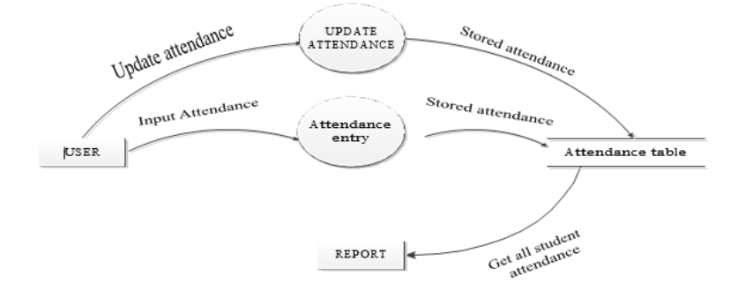 UPDATE
ATTENDANCE
Update attendance
Stored attendance
Input Attendance
Attendance
entry
Stored attendance
USER
Attendance table
REPORT
Get all student
attendance